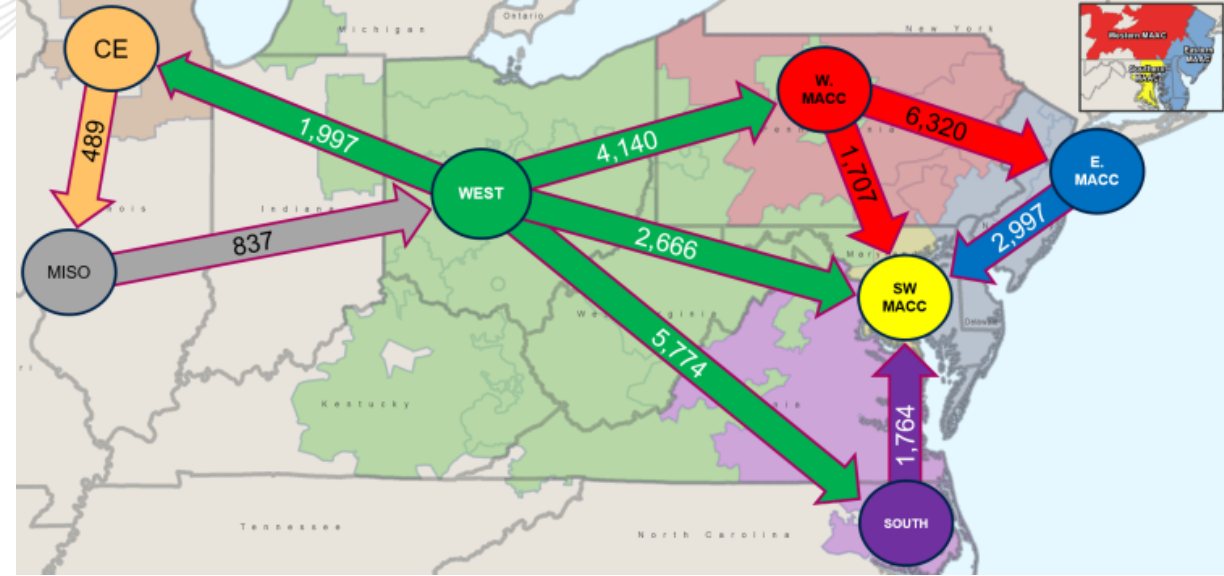 Ontario
Michigan
New York
Western MAAC
Eastern
MAAC
CE
W.
MACC
6,320
489
1,997
4,140
E.
MACC
1,707
WEST
Indiana
837
2,666
2,997
MISO
SW
MACC
Delaware
5,774
Kentucky
1,764
SOUTH
Tennessee
North Carolina